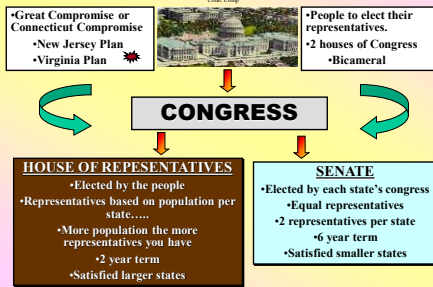 Const Comp
•Great Compromise or
Connecticut Compromise
•New Jersey Plan
•Virginia Plan
•People to elect their
representatives.
•2 houses of Congress
•Bicameral
CONGRESS
HOUSE OF REPESENTATIVES
•Elected by the people
•Representatives based on population per
state…..
•More population the more
representatives you have
•2 year term
•Satisfied larger states
SENATE
•Elected by each state's congress
•Equal representatives
•2 representatives per state
•6 year term
•Satisfied smaller states